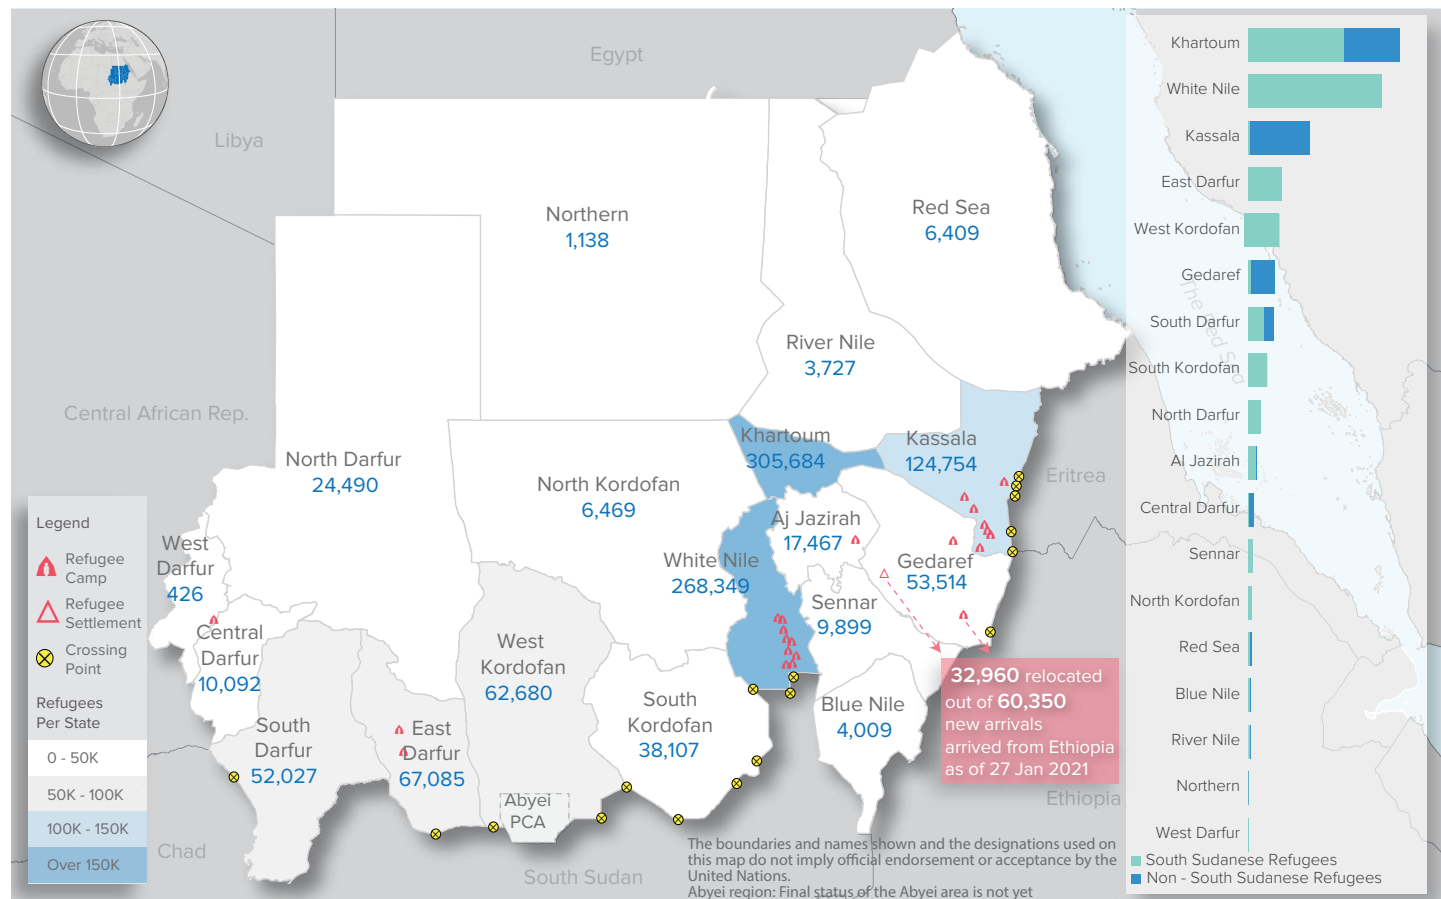 Egypt
Libya
Northern
1,138
Red Sea
6,409
River Nile
3,727
Central African Rep.
Khartoum
305,684
Kassala
124,754
North Darfur
24,490
North Kordofan
6,469
Eritrea
Aj Jazirah
17,467
Gedaref
53,514
White Nile
268,349
Sennar
9,899
West
Darfur
426
Central
Darfur
10,092
West
Kordofan
62,680
South
Kordofan
38,107
Blue Nile
4,009
South
Darfur
52,027
East
Darfur
67,085
Abyei
PCA
Chad
South Sudan
Ethiopia
32,960 relocated
out of 60,350
new arrivals
arrived from Ethiopia
as of 27 Jan 2021
Legend
Refugee
Camp
Refugee
Settlement
Crossing
Point
Refugees
Per State
0 - 50K
50K - 100K
100K - 150K
Over 150K
The boundaries and names shown and the designations used on
this map do not imply official endorsement or acceptance by the
United Nations.
Abyei region: Final status of the Abyei area is not yet
The Red Sea
Khartoum
White Nile
Kassala
East Darfur
West Kordofan
Gedaref
South Darfur
South Kordofan
North Darfur
Al Jazirah
Central Darfur
Sennar
North Kordofan
Red Sea
Blue Nile
River Nile
Northern
West Darfur
South Sudanese Refugees
Non - South Sudanese Refugees